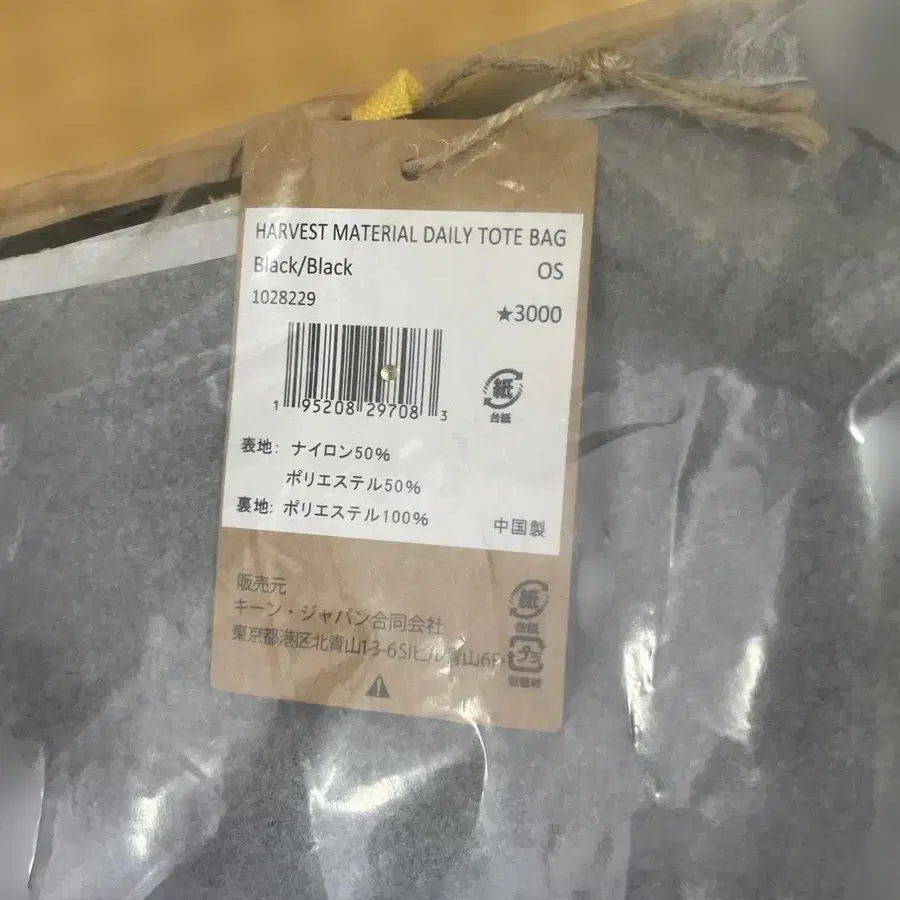 HARVEST MATERIAL DAILY TOTE BAG
Black/Black OS
1028229
★3000
紙
台紙
1 95208 29708 3
表地: ナイロン50%
ポリエステル50%
裏地: ポリエステル100%
中国製
販売元
キーン・ジャパン合同会社
東京都港区北青山1-3-6SIビル青山6F
紙
台紙
プラ
包装材